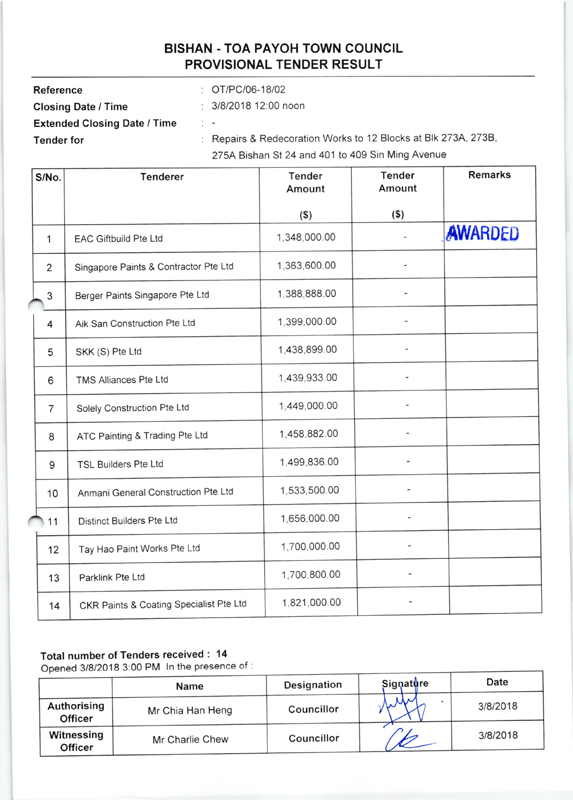 BISHAN - TOA PAYOH TOWN COUNCIL
PROVISIONAL TENDER RESULT
Reference : OT/PC/06-18/02
Closing Date / Time : 3/8/2018 12:00 noon
Extended Closing Date / Time : -
Tender for : Repairs & Redecoration Works to 12 Blocks at Blk 273A, 273B,
275A Bishan St 24 and 401 to 409 Sin Ming Avenue
S/No. Tenderer Tender Amount ($) Tender Amount ($) Remarks
1 EAC Giftbuild Pte Ltd 1,348,000.00 - AWARDED
2 Singapore Paints & Contractor Pte Ltd 1,363,600.00 -
3 Berger Paints Singapore Pte Ltd 1,388,888.00 -
4 Aik San Construction Pte Ltd 1,399,000.00 -
5 SKK (S) Pte Ltd 1,438,899.00 -
6 TMS Alliances Pte Ltd 1,439,933.00 -
7 Solely Construction Pte Ltd 1,449,000.00 -
8 ATC Painting & Trading Pte Ltd 1,458,882.00 -
9 TSL Builders Pte Ltd 1,499,836.00 -
10 Anmani General Construction Pte Ltd 1,533,500.00 -
11 Distinct Builders Pte Ltd 1,656,000.00 -
12 Tay Hao Paint Works Pte Ltd 1,700,000.00 -
13 Parklink Pte Ltd 1,700,800.00 -
14 CKR Paints & Coating Specialist Pte Ltd 1,821,000.00 -
Total number of Tenders received : 14
Opened 3/8/2018 3:00 PM In the presence of :
Name Designation Signature Date
Authorising Officer Mr Chia Han Heng Councillor 3/8/2018
Witnessing Officer Mr Charlie Chew Councillor 3/8/2018